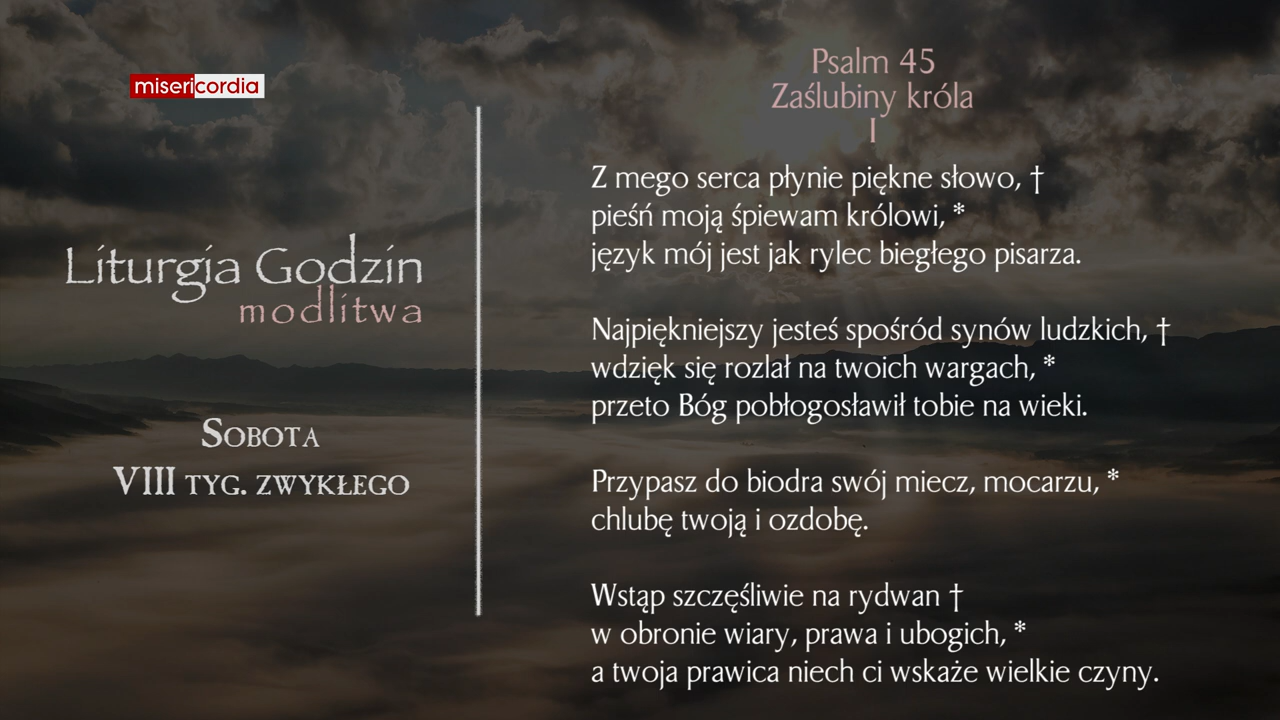 misericordia
Liturgia Godzin
modlitwa
Sobota
VIII tyg. zwykłego
Psalm 45
Zaślubiny króla
I
Z mego serca płynie piękne słowo, †
pieśń moją śpiewam królowi, *
język mój jest jak rylec biegłego pisarza.
Najpiękniejszy jesteś spośród synów ludzkich, †
wdzięk się rozlał na twoich wargach, *
przeto Bóg pobłogosławił tobie na wieki.
Przypasz do biodra swój miecz, mocarzu, *
chlubę twoją i ozdobę.
Wstąp szczęśliwie na rydwan †
w obronie wiary, prawa i ubogich, *
a twoja prawica niech ci wskaże wielkie czyny.